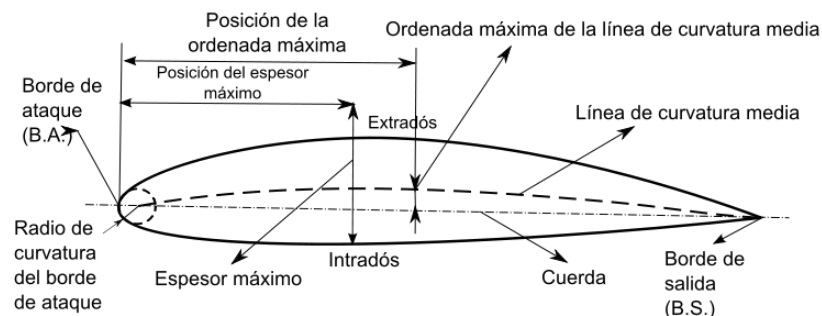 Posición de la
ordenada máxima
Ordenada máxima de la línea de curvatura media
Posición del espesor
máximo
Borde de
ataque
(B.A.)
Extradós
Línea de curvatura media
Radio de
curvatura
del borde
de ataque
Espesor máximo
Intradós
Cuerda
Borde de
salida
(B.S.)